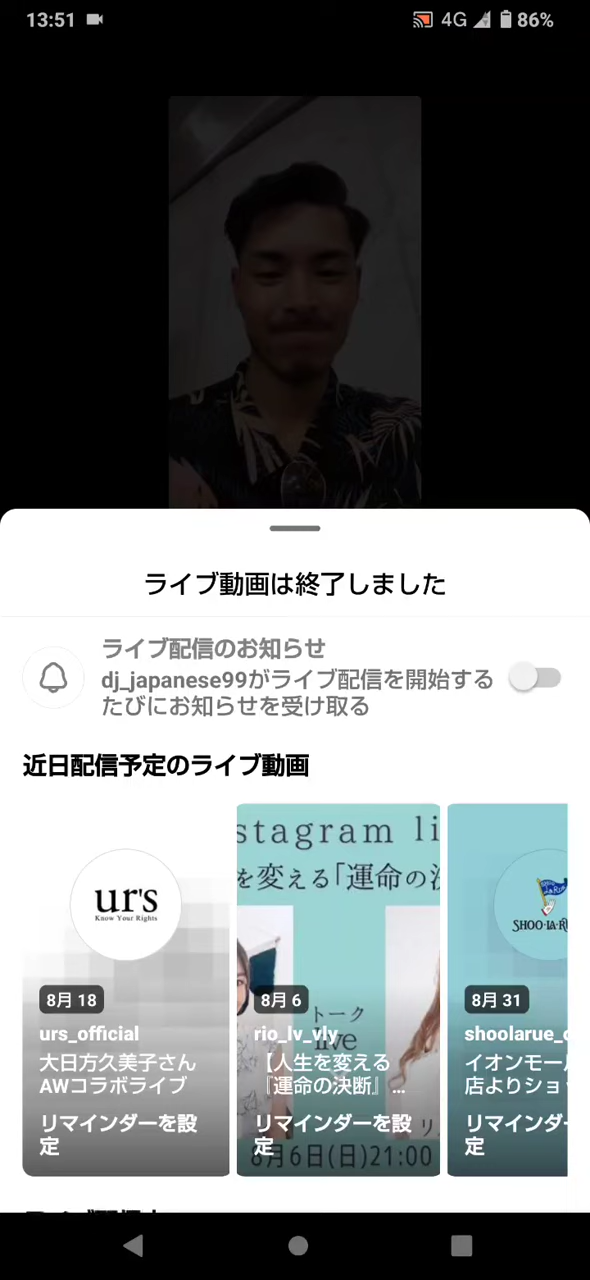 13:51
4G
86%
ライブ動画は終了しました
ライブ配信のお知らせ
dj_japanese99がライブ配信を開始する
たびにお知らせを受け取る
近日配信予定のライブ動画
ur's
Know Your Rights
8月 18
urs_official
大日方久美子さん
AWコラボライブ
リマインダーを設
定
stagram li
を変える「運命の決
トーク
live
8月 6
rio_lv_vly
【人生を変える
『運命の決断』...
リマインダーを設
定
8月6日(日)21:00
SHOO·LA·R
8月 31
shoolarue_
イオンモー
店よりショ
リマインダ
定